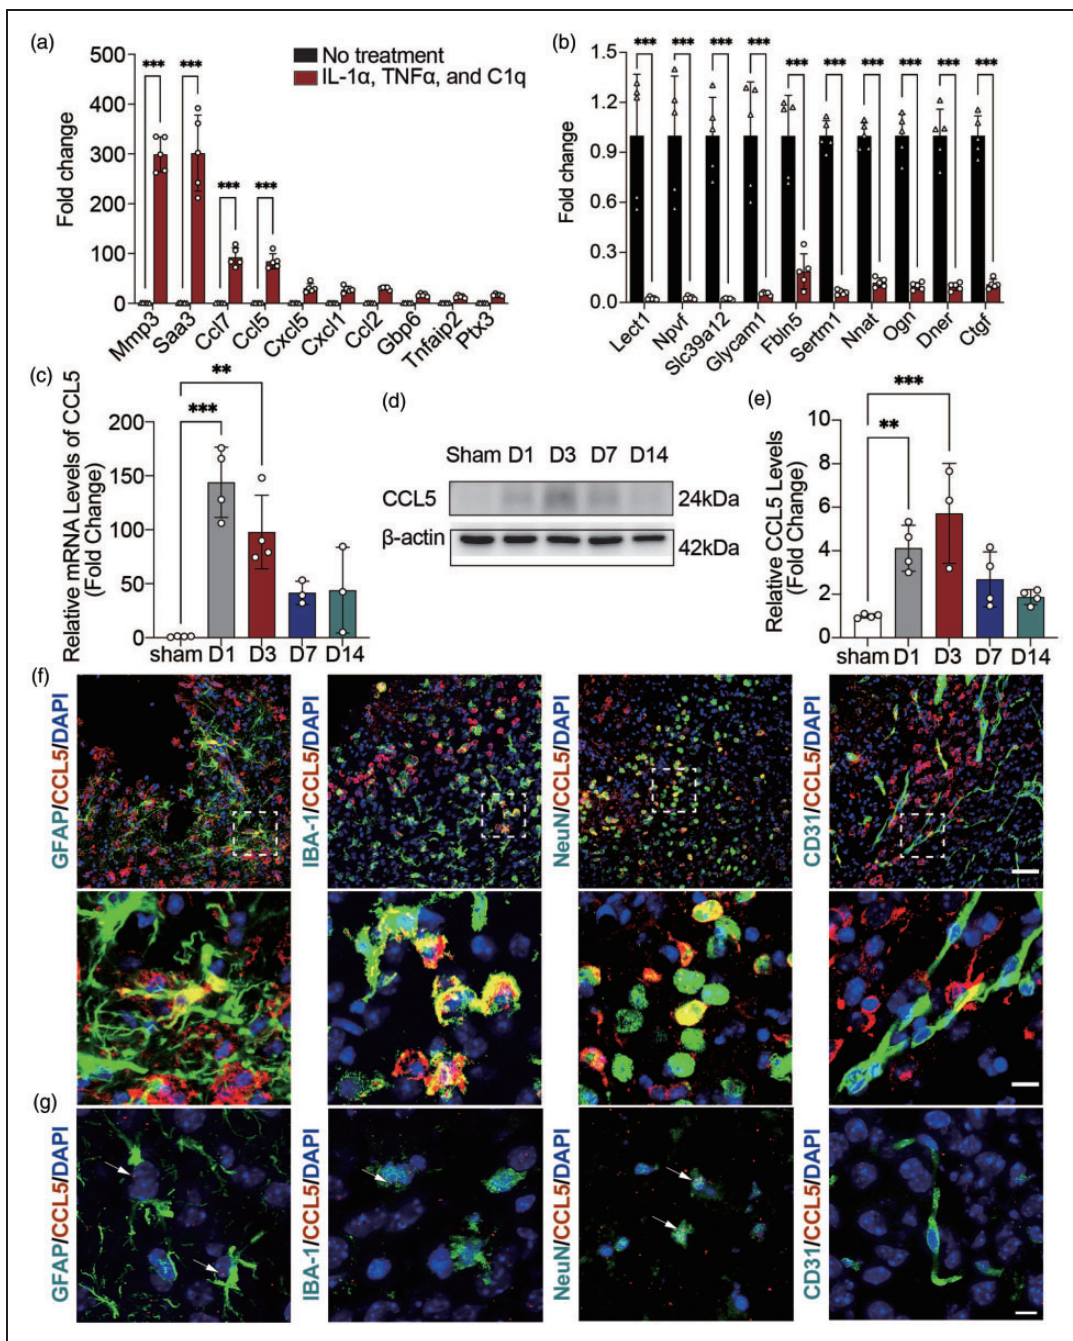 (a)
Fold change
500
400
300
200
100
0
No treatment
IL-1α, TNFα, and C1q
*** *** *** ***
Mmp3 Saa3 Ccl7 Ccl5 Cxcl5 Cxcl1 Ccl2 Gbp6 Tnfaip2 Ptx3
(b)
Fold change
1.5
1.2
0.9
0.6
0.3
0.0
*** *** *** *** *** *** *** *** *** ***
Lect1 Npvf Slc39a12 Glycam1 Fbln5 Sertm1 Nnat Ogn Dner Ctgf
(c)
Relative mRNA Levels of CCL5
(Fold Change)
200
150
100
50
0
**
***
sham D1 D3 D7 D14
(d)
Sham D1 D3 D7 D14
CCL5 24kDa
β-actin 42kDa
(e)
Relative CCL5 Levels
(Fold Change)
10
8
6
4
2
0
***
**
sham D1 D3 D7 D14
(f)
GFAP/CCL5/DAPI
IBA-1/CCL5/DAPI
NeuN/CCL5/DAPI
CD31/CCL5/DAPI
(g)
GFAP/CCL5/DAPI
IBA-1/CCL5/DAPI
NeuN/CCL5/DAPI
CD31/CCL5/DAPI